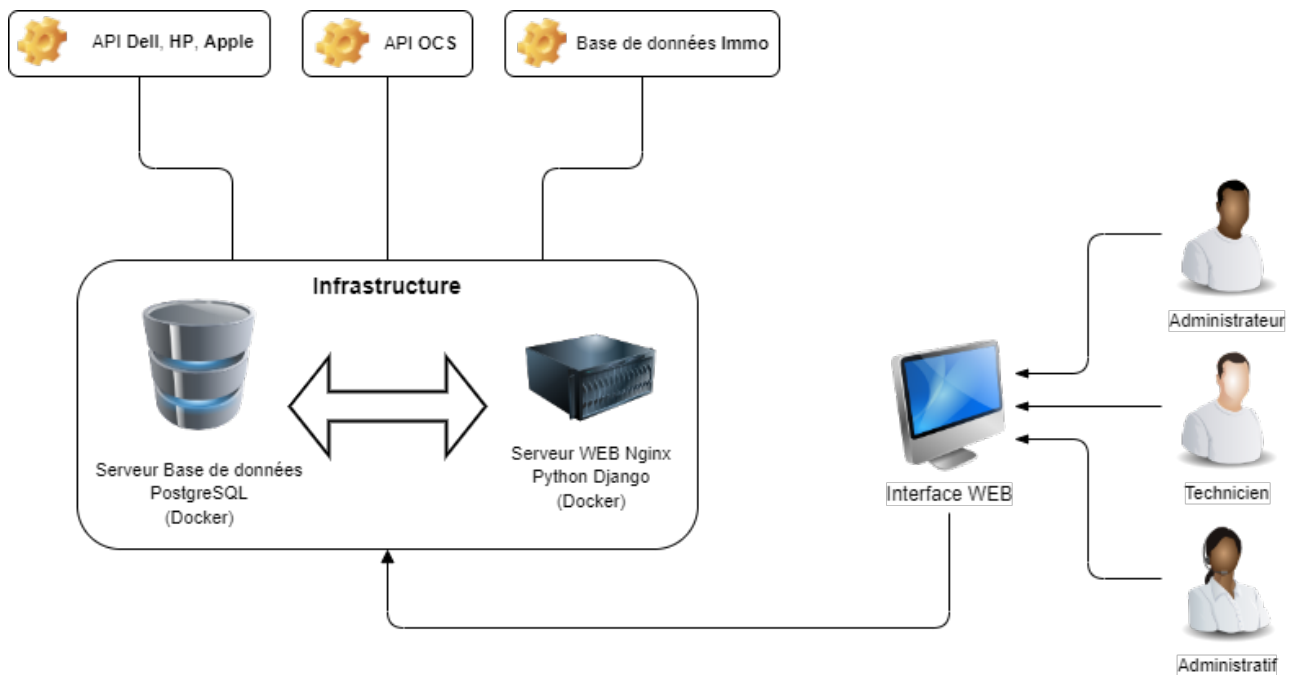 API Dell, HP, Apple
API OCS
Base de données Immo
Infrastructure
Serveur Base de données
PostgreSQL
(Docker)
Serveur WEB Nginx
Python Django
(Docker)
Interface WEB
Administrateur
Technicien
Administratif